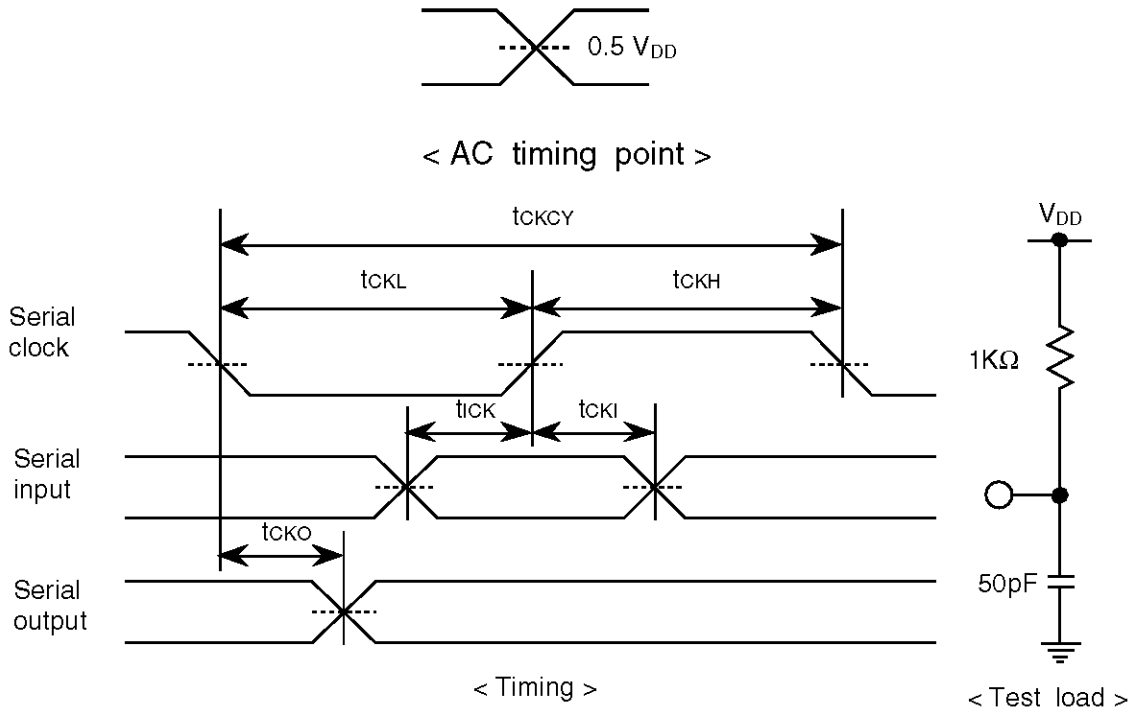 0.5 VDD
< AC timing point >
tCKCY
VDD
tCKL
tCKH
Serial
clock
1KΩ
tICK
tCKI
Serial
input
tCKO
Serial
output
50pF
< Timing >
< Test load >